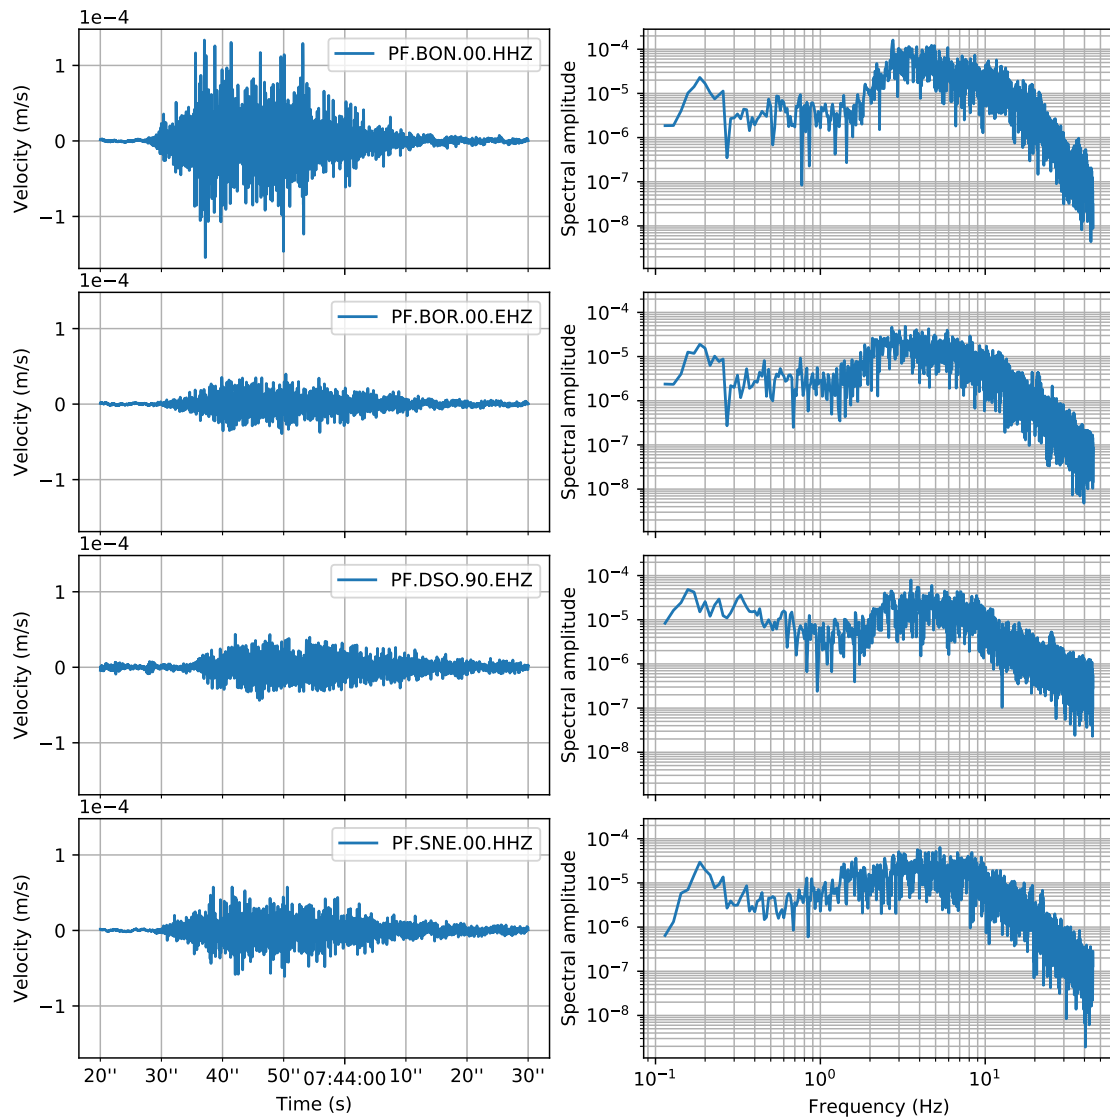 1e−4
PF.BON.00.HHZ
Velocity (m/s)
1
0
−1
Spectral amplitude
10⁻⁴
10⁻⁵
10⁻⁶
10⁻⁷
10⁻⁸
1e−4
PF.BOR.00.EHZ
Velocity (m/s)
1
0
−1
Spectral amplitude
10⁻⁴
10⁻⁵
10⁻⁶
10⁻⁷
10⁻⁸
1e−4
PF.DSO.90.EHZ
Velocity (m/s)
1
0
−1
Spectral amplitude
10⁻⁴
10⁻⁵
10⁻⁶
10⁻⁷
10⁻⁸
1e−4
PF.SNE.00.HHZ
Velocity (m/s)
1
0
−1
Spectral amplitude
10⁻⁴
10⁻⁵
10⁻⁶
10⁻⁷
10⁻⁸
20'' 30'' 40'' 50'' 07:44:00 10'' 20'' 30''
Time (s)
10⁻¹ 10⁰ 10¹
Frequency (Hz)